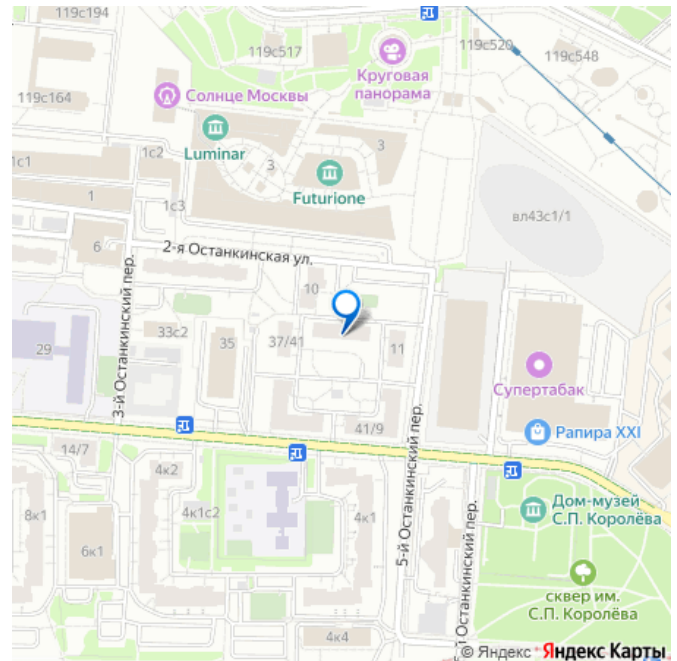 119с194
119с517
Круговая
панорама
119с520
119с548
119с164
Солнце Москвы
Luminar
3
3
Futurione
1с1
1с2
1
1с3
вл43с1/1
6
2-я Останкинская ул.
3-й Останкинский пер.
10
33с2
35
37/41
11
29
Супертабак
5-й Останкинский пер.
41/9
Рапира XXI
14/7
4к2
4к1с2
4к1
8к1
6к1
Дом-музей
С.П. Королёва
Останкинский пер.
сквер им.
С.П. Королёва
4к4
© Яндекс Яндекс Карты